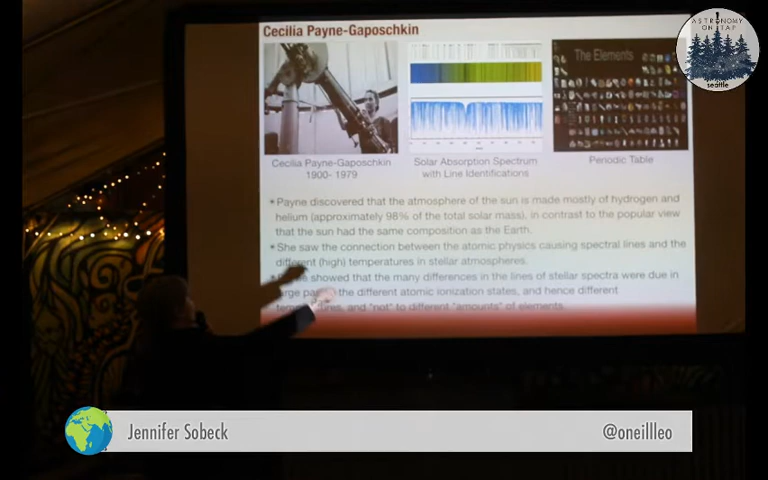 Cecilia Payne-Gaposchkin
ASTRONOMY
ON TAP
seattle
The Elements
Cecilia Payne-Gaposchkin
1900- 1979
Solar Absorption Spectrum
with Line Identifications
Periodic Table
Payne discovered that the atmosphere of the sun is made mostly of hydrogen and
helium (approximately 98% of the total solar mass), in contrast to the popular view
that the sun had the same composition as the Earth.
She saw the connection between the atomic physics causing spectral lines and the
different (high) temperatures in stellar atmospheres.
showed that the many differences in the lines of stellar spectra were due in
the different atomic ionization states, and hence different
and "not" to different "amounts" of elements.
Jennifer Sobeck
@oneillleo